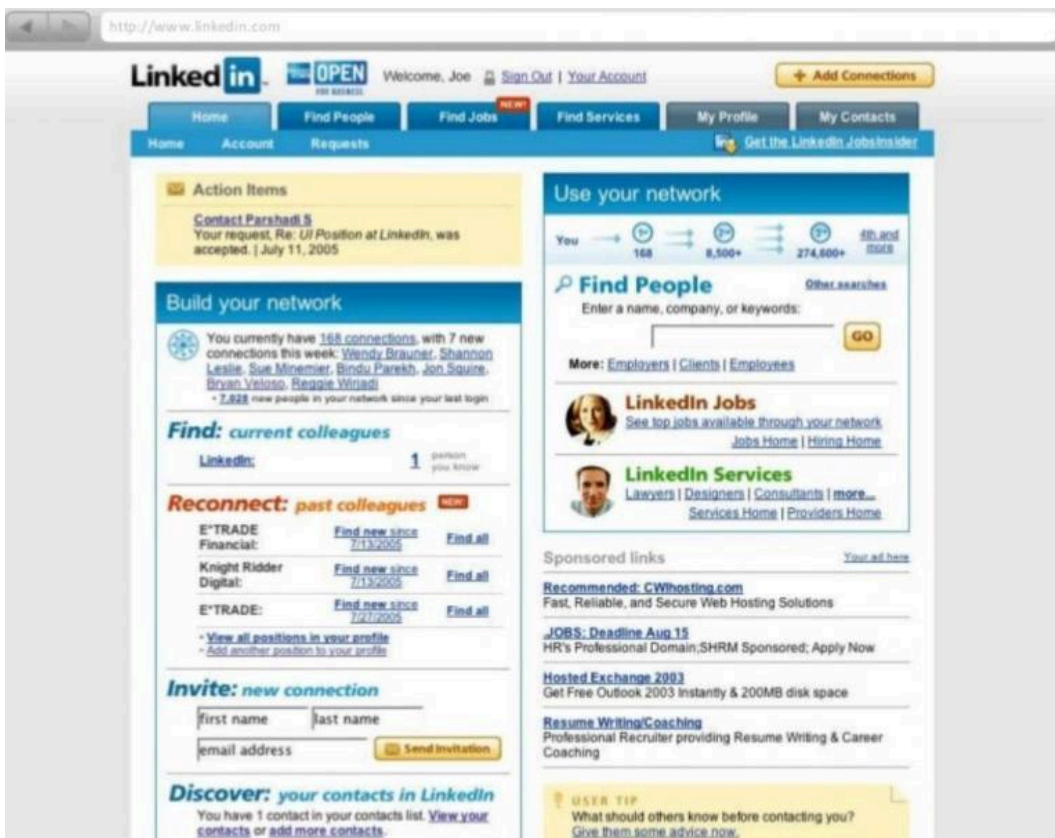 http://www.linkedin.com
Linked in
OPEN
FOR BUSINESS
Welcome, Joe
Sign Out | Your Account
+ Add Connections
Home
Find People
Find Jobs
NEW!
Find Services
My Profile
My Contacts
Home
Account
Requests
Get the LinkedIn JobsInsider
Action Items
Contact Parshadi S
Your request, Re: UI Position at LinkedIn, was
accepted. | July 11, 2005
Build your network
You currently have 168 connections, with 7 new
connections this week: Wendy Brauner, Shannon
Leslie, Sue Minemier, Bindu Parekh, Jon Squire,
Bryan Veloso, Reggie Wirjadi
· 7,028 new people in your network since your last login
Find: current colleagues
LinkedIn:
1
person
you know
Reconnect: past colleagues
NEW!
E*TRADE
Financial:
Find new since
7/13/2005
Find all
Knight Ridder
Digital:
Find new since
7/13/2005
Find all
E*TRADE:
Find new since
7/27/2005
Find all
· View all positions in your profile
· Add another position to your profile
Invite: new connection
first name
last name
email address
Send Invitation
Discover: your contacts in LinkedIn
You have 1 contact in your contacts list. View your
contacts or add more contacts.
Use your network
You
168
8,500+
274,600+
4th and
more
Find People
Other searches
Enter a name, company, or keywords:
GO
More: Employers | Clients | Employees
LinkedIn Jobs
See top jobs available through your network
Jobs Home | Hiring Home
LinkedIn Services
Lawyers | Designers | Consultants | more...
Services Home | Providers Home
Sponsored links
Your ad here
Recommended: CWIhosting.com
Fast, Reliable, and Secure Web Hosting Solutions
JOBS: Deadline Aug 15
HR's Professional Domain;SHRM Sponsored; Apply Now
Hosted Exchange 2003
Get Free Outlook 2003 Instantly & 200MB disk space
Resume Writing/Coaching
Professional Recruiter providing Resume Writing & Career
Coaching
USER TIP
What should others know before contacting you?
Give them some advice now.